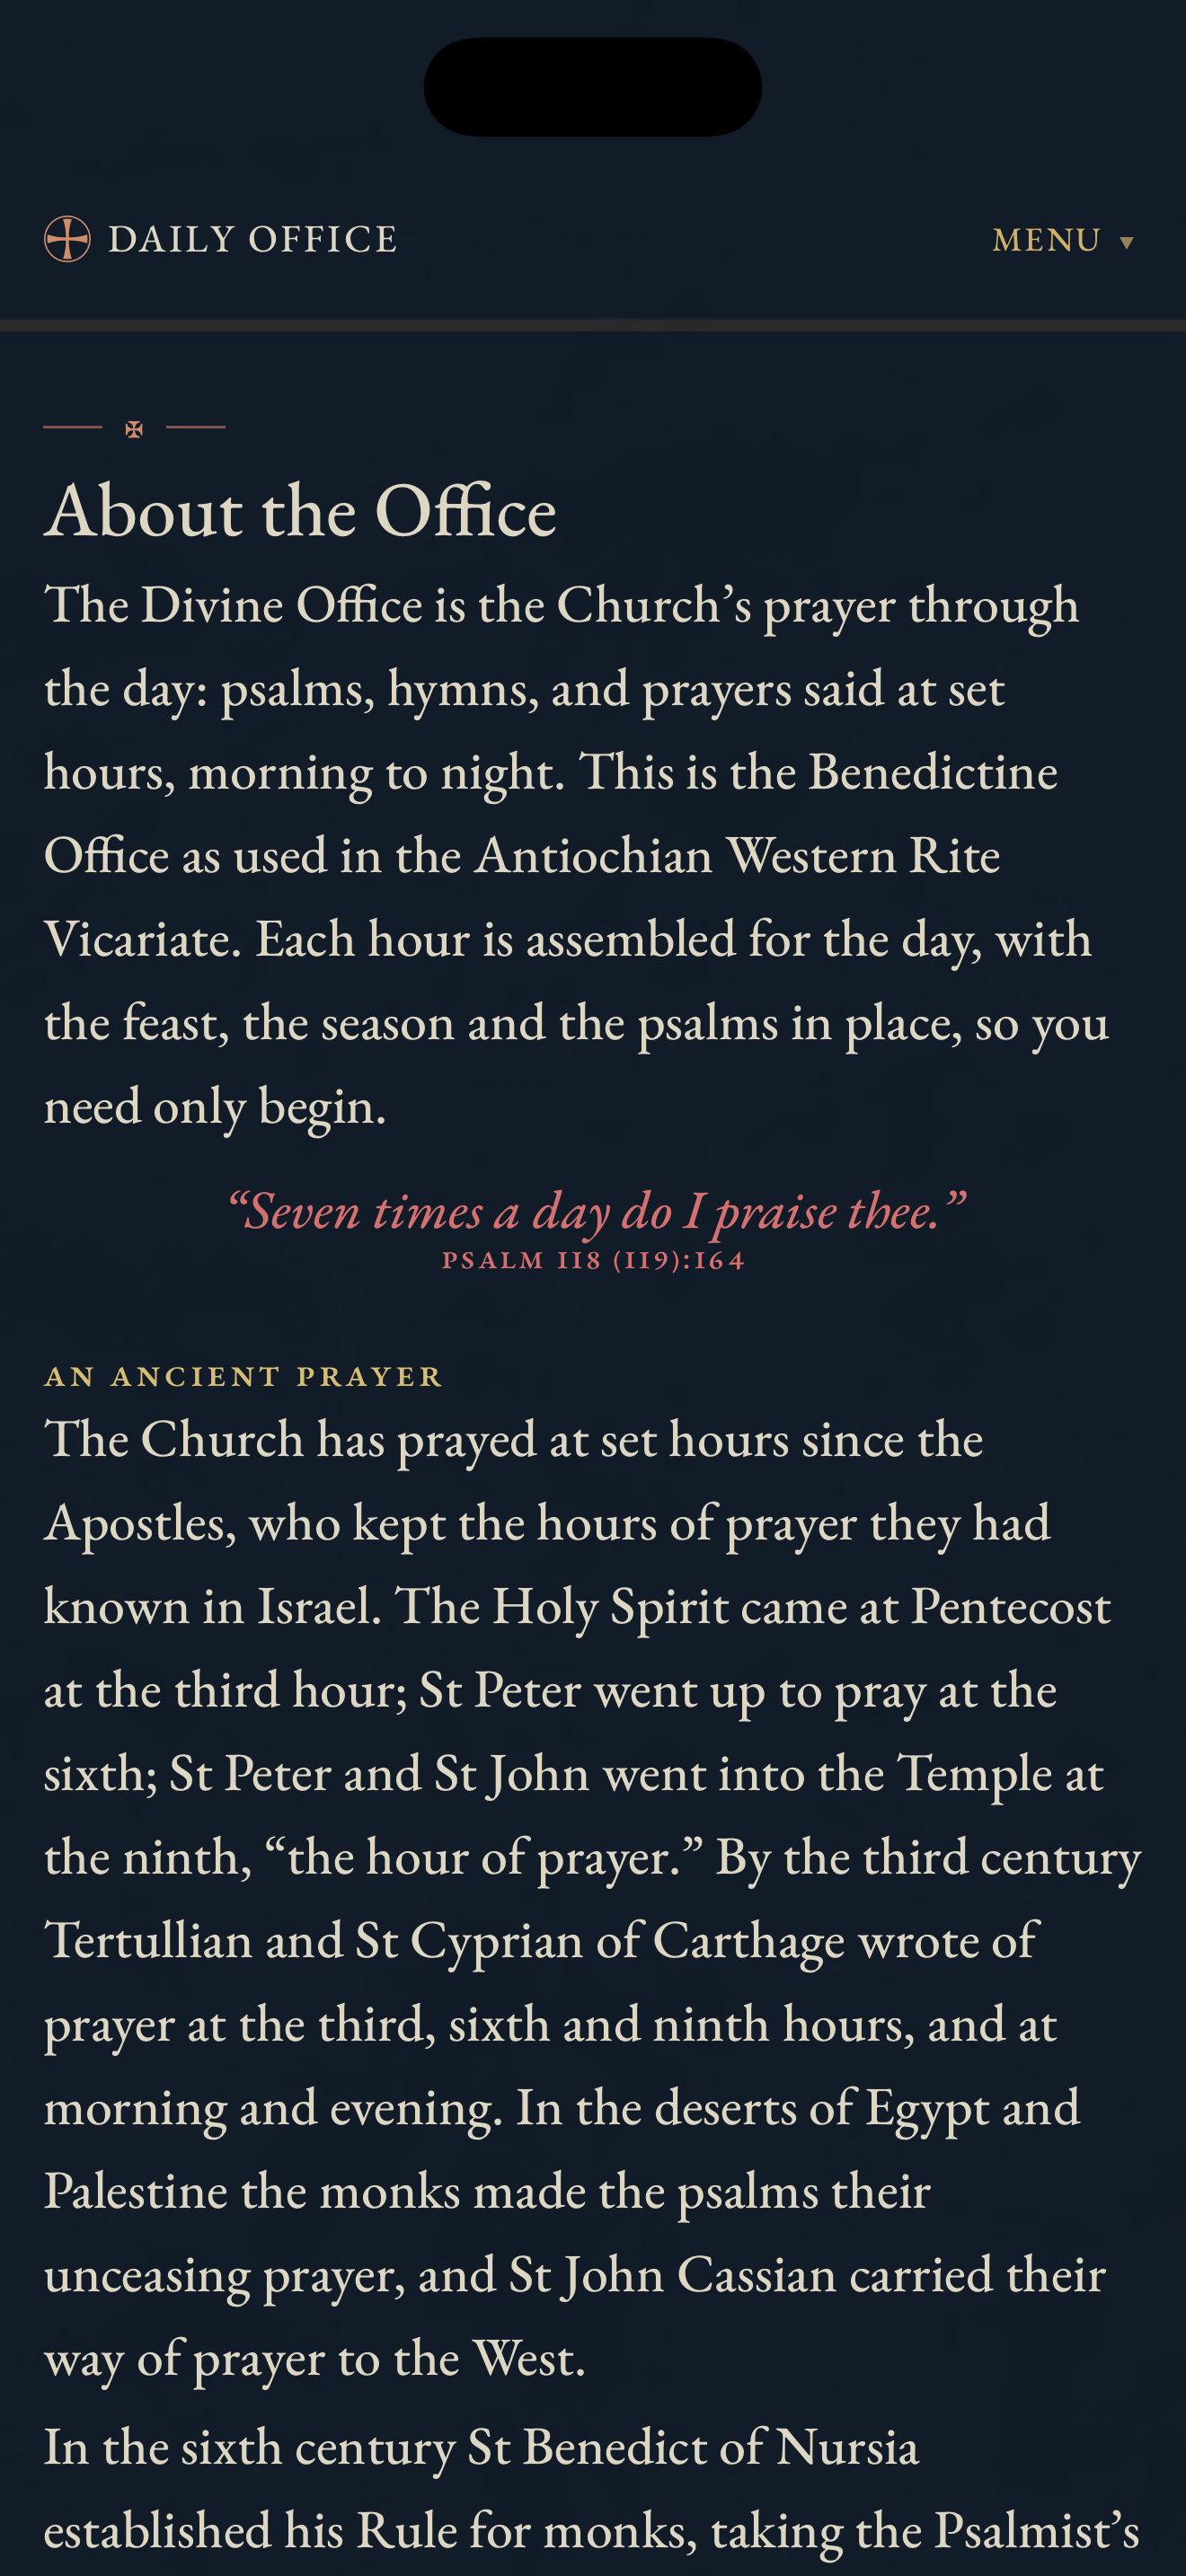 DAILY OFFICE
MENU ▼
✠
About the Office
The Divine Office is the Church’s prayer through
the day: psalms, hymns, and prayers said at set
hours, morning to night. This is the Benedictine
Office as used in the Antiochian Western Rite
Vicariate. Each hour is assembled for the day, with
the feast, the season and the psalms in place, so you
need only begin.
“Seven times a day do I praise thee.”
PSALM 118 (119):164
AN ANCIENT PRAYER
The Church has prayed at set hours since the
Apostles, who kept the hours of prayer they had
known in Israel. The Holy Spirit came at Pentecost
at the third hour; St Peter went up to pray at the
sixth; St Peter and St John went into the Temple at
the ninth, “the hour of prayer.” By the third century
Tertullian and St Cyprian of Carthage wrote of
prayer at the third, sixth and ninth hours, and at
morning and evening. In the deserts of Egypt and
Palestine the monks made the psalms their
unceasing prayer, and St John Cassian carried their
way of prayer to the West.
In the sixth century St Benedict of Nursia
established his Rule for monks, taking the Psalmist’s